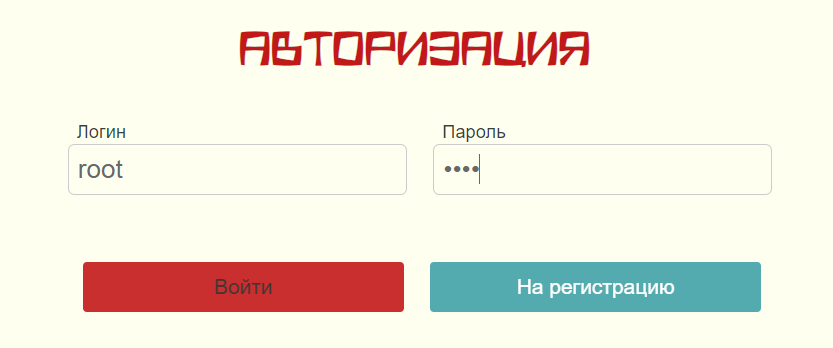 АВТОРИЗАЦИЯ
Логин
Пароль
root
••••
Войти
На регистрацию